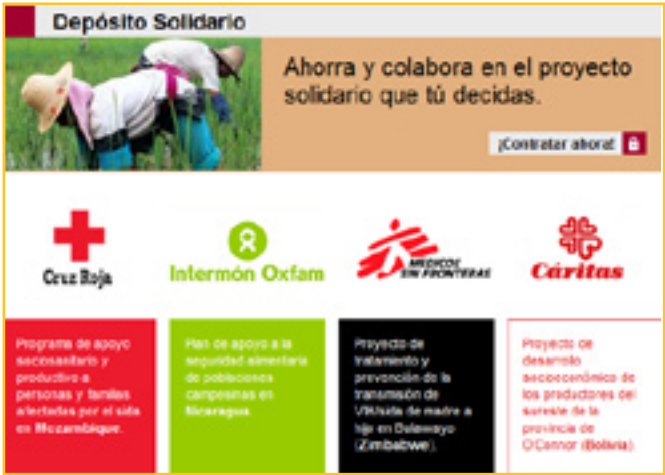 Depósito Solidario
Ahorra y colabora en el proyecto
solidario que tú decidas.
¡Contratar ahora!
Cruz Roja
Intermón Oxfam
MEDICOS
SIN FRONTERAS
Cáritas
Programa de apoyo
sociosanitario y
productivo a
personas y familias
afectadas por el sida
en Mozambique.
Plan de apoyo a la
seguridad alimentaria
de poblaciones
campesinas en
Nicaragua.
Proyecto de
tratamiento y
prevención de la
transmisión de
VIH/sida de madre a
hijo en Bulawayo
(Zimbabwe).
Proyecto de
desarrollo
socioeconómico de
los productores del
sureste de la
provincia de
O'Connor (Bolivia).